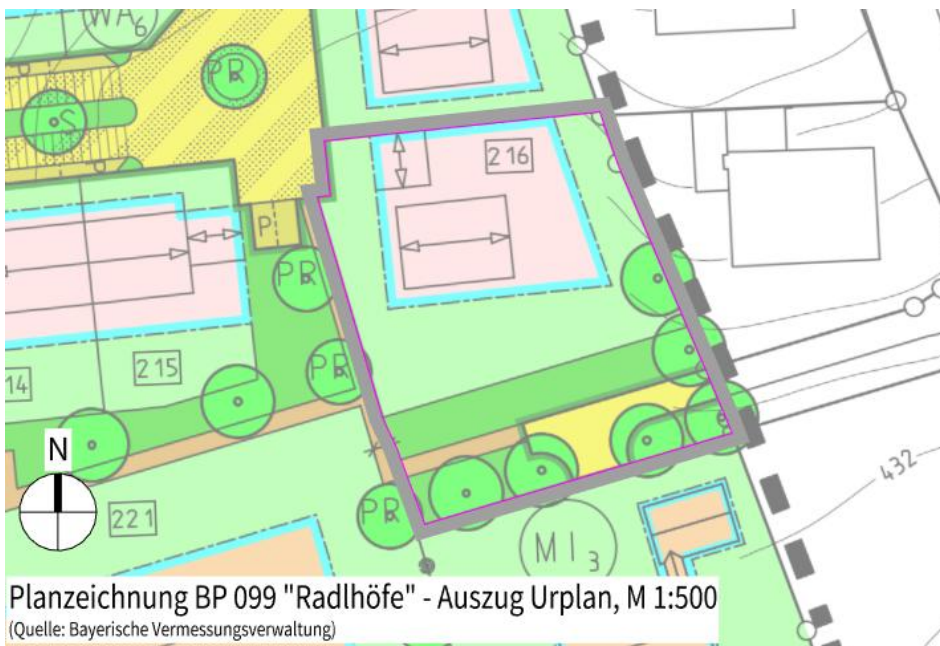 WA6
PR
S
216
P
PR
PR
215
14
N
221
PR
MI3
432
Planzeichnung BP 099 "Radlhöfe" - Auszug Urplan, M 1:500
(Quelle: Bayerische Vermessungsverwaltung)